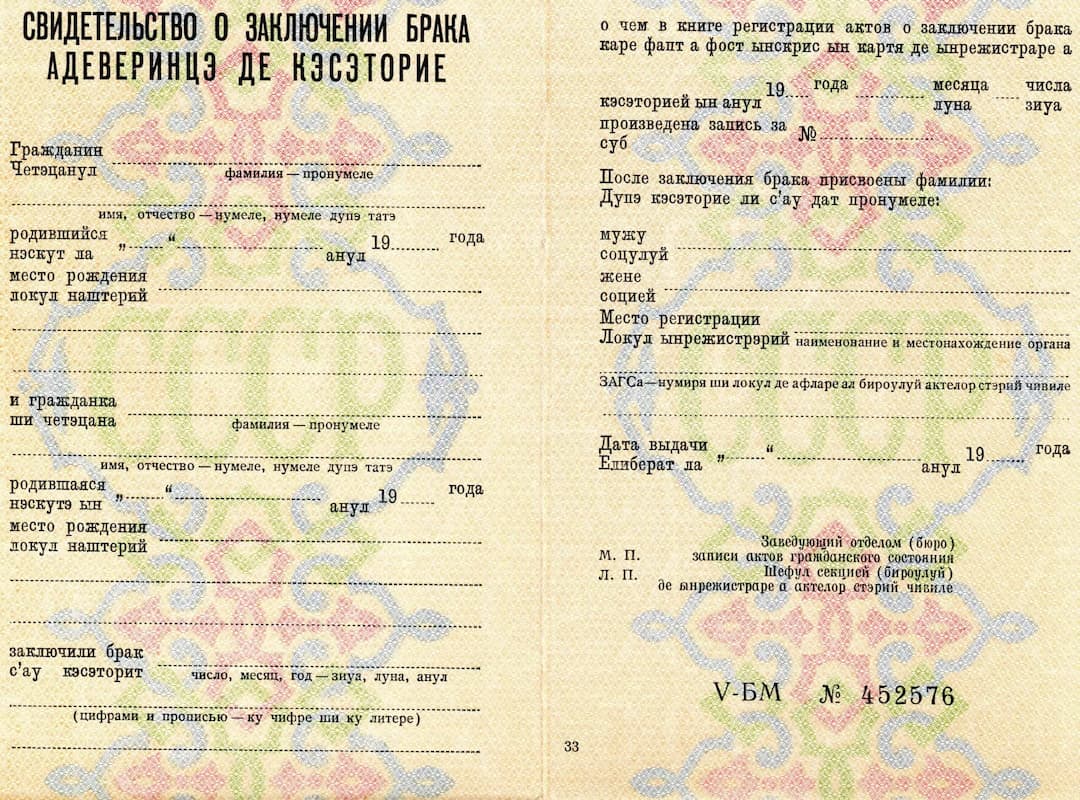 СВИДЕТЕЛЬСТВО О ЗАКЛЮЧЕНИИ БРАКА
АДЕВЕРИНЦЭ ДЕ КЭСЭТОРИЕ
Гражданин
Четэцанул
фамилия — пронумеле
имя, отчество — нумеле, нумеле дупэ татэ
родившийся „ “ 19 года
нэскут ла анул
место рождения
локул наштерий
и гражданка
ши четэцана
фамилия — пронумеле
имя, отчество — нумеле, нумеле дупэ татэ
родившаяся „ “ 19 года
нэскутэ ын анул
место рождения
локул наштерий
заключили брак
с'ау кэсэторит
число, месяц, год — зиуа, луна, анул
(цифрами и прописью — ку чифре ши ку литере)
о чем в книге регистрации актов о заключении брака
каре фапт а фост ынскрис ын картя де ынрежистраре а
19 года месяца числа
кэсэторией ын анул луна зиуа
произведена запись за №
суб
После заключения брака присвоены фамилии:
Дупэ кэсэторие ли с'ау дат пронумеле:
мужу
соцулуй
жене
социей
Место регистрации
Локул ынрежистрэрий наименование и местонахождение органа
ЗАГСа—нумиря ши локул де афларе ал бироулуй актелор стэрий чивиле
Дата выдачи „ “ 19 года
Елиберат ла анул
Заведующий отделом (бюро)
М. П. записи актов гражданского состояния
Л. П. Шефул секцией (бироулуй)
де ынрежистраре а актелор стэрий чивиле
V-БМ № 452576
33
СССР
СССР